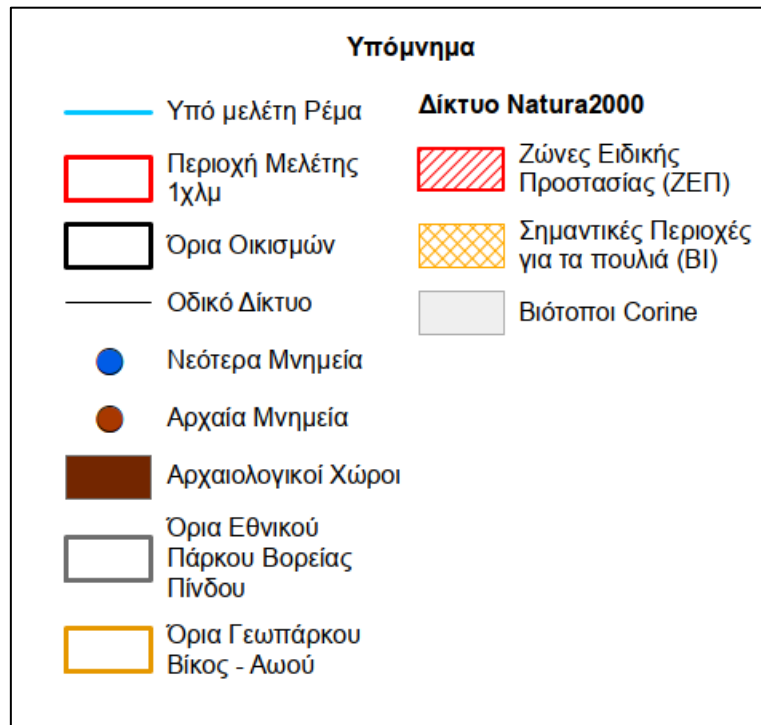 Υπόμνημα
Υπό μελέτη Ρέμα
Περιοχή Μελέτης
1χλμ
Όρια Οικισμών
Οδικό Δίκτυο
Νεότερα Μνημεία
Αρχαία Μνημεία
Αρχαιολογικοί Χώροι
Όρια Εθνικού
Πάρκου Βορείας
Πίνδου
Όρια Γεωπάρκου
Βίκος - Αωού
Δίκτυο Natura2000
Ζώνες Ειδικής
Προστασίας (ΖΕΠ)
Σημαντικές Περιοχές
για τα πουλιά (BI)
Βιότοποι Corine